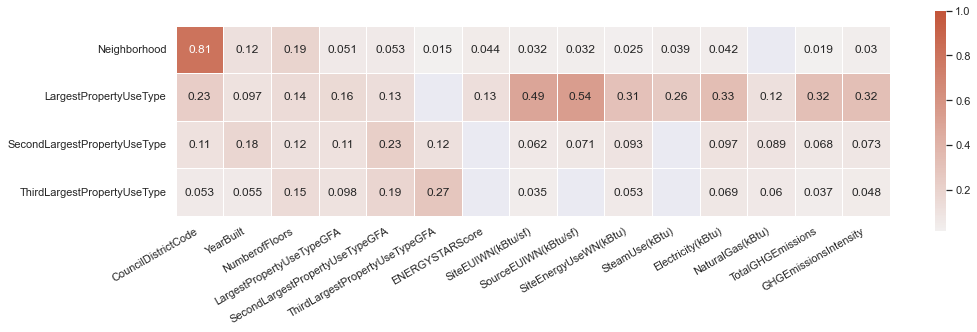 1.0
Neighborhood 0.81 0.12 0.19 0.051 0.053 0.015 0.044 0.032 0.032 0.025 0.039 0.042 0.019 0.03
0.8
LargestPropertyUseType 0.23 0.097 0.14 0.16 0.13 0.13 0.49 0.54 0.31 0.26 0.33 0.12 0.32 0.32
0.6
SecondLargestPropertyUseType 0.11 0.18 0.12 0.11 0.23 0.12 0.062 0.071 0.093 0.097 0.089 0.068 0.073
0.4
ThirdLargestPropertyUseType 0.053 0.055 0.15 0.098 0.19 0.27 0.035 0.053 0.069 0.06 0.037 0.048
0.2
CouncilDistrictCode
YearBuilt
NumberofFloors
LargestPropertyUseTypeGFA
SecondLargestPropertyUseTypeGFA
ThirdLargestPropertyUseTypeGFA
ENERGYSTARScore
SiteEUIWN(kBtu/sf)
SourceEUIWN(kBtu/sf)
SiteEnergyUseWN(kBtu)
SteamUse(kBtu)
Electricity(kBtu)
NaturalGas(kBtu)
TotalGHGEmissions
GHGEmissionsIntensity